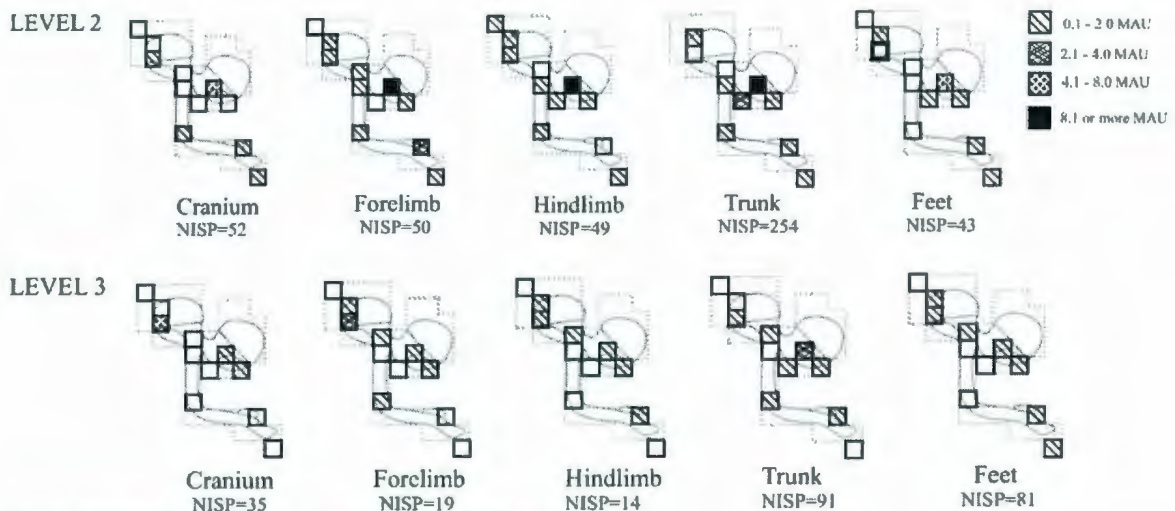 LEVEL 2
0.1 - 2.0 MAU
2.1 - 4.0 MAU
4.1 - 8.0 MAU
8.1 or more MAU
Cranium
NISP=52
Forelimb
NISP=50
Hindlimb
NISP=49
Trunk
NISP=254
Feet
NISP=43
LEVEL 3
Cranium
NISP=35
Forelimb
NISP=19
Hindlimb
NISP=14
Trunk
NISP=91
Feet
NISP=81